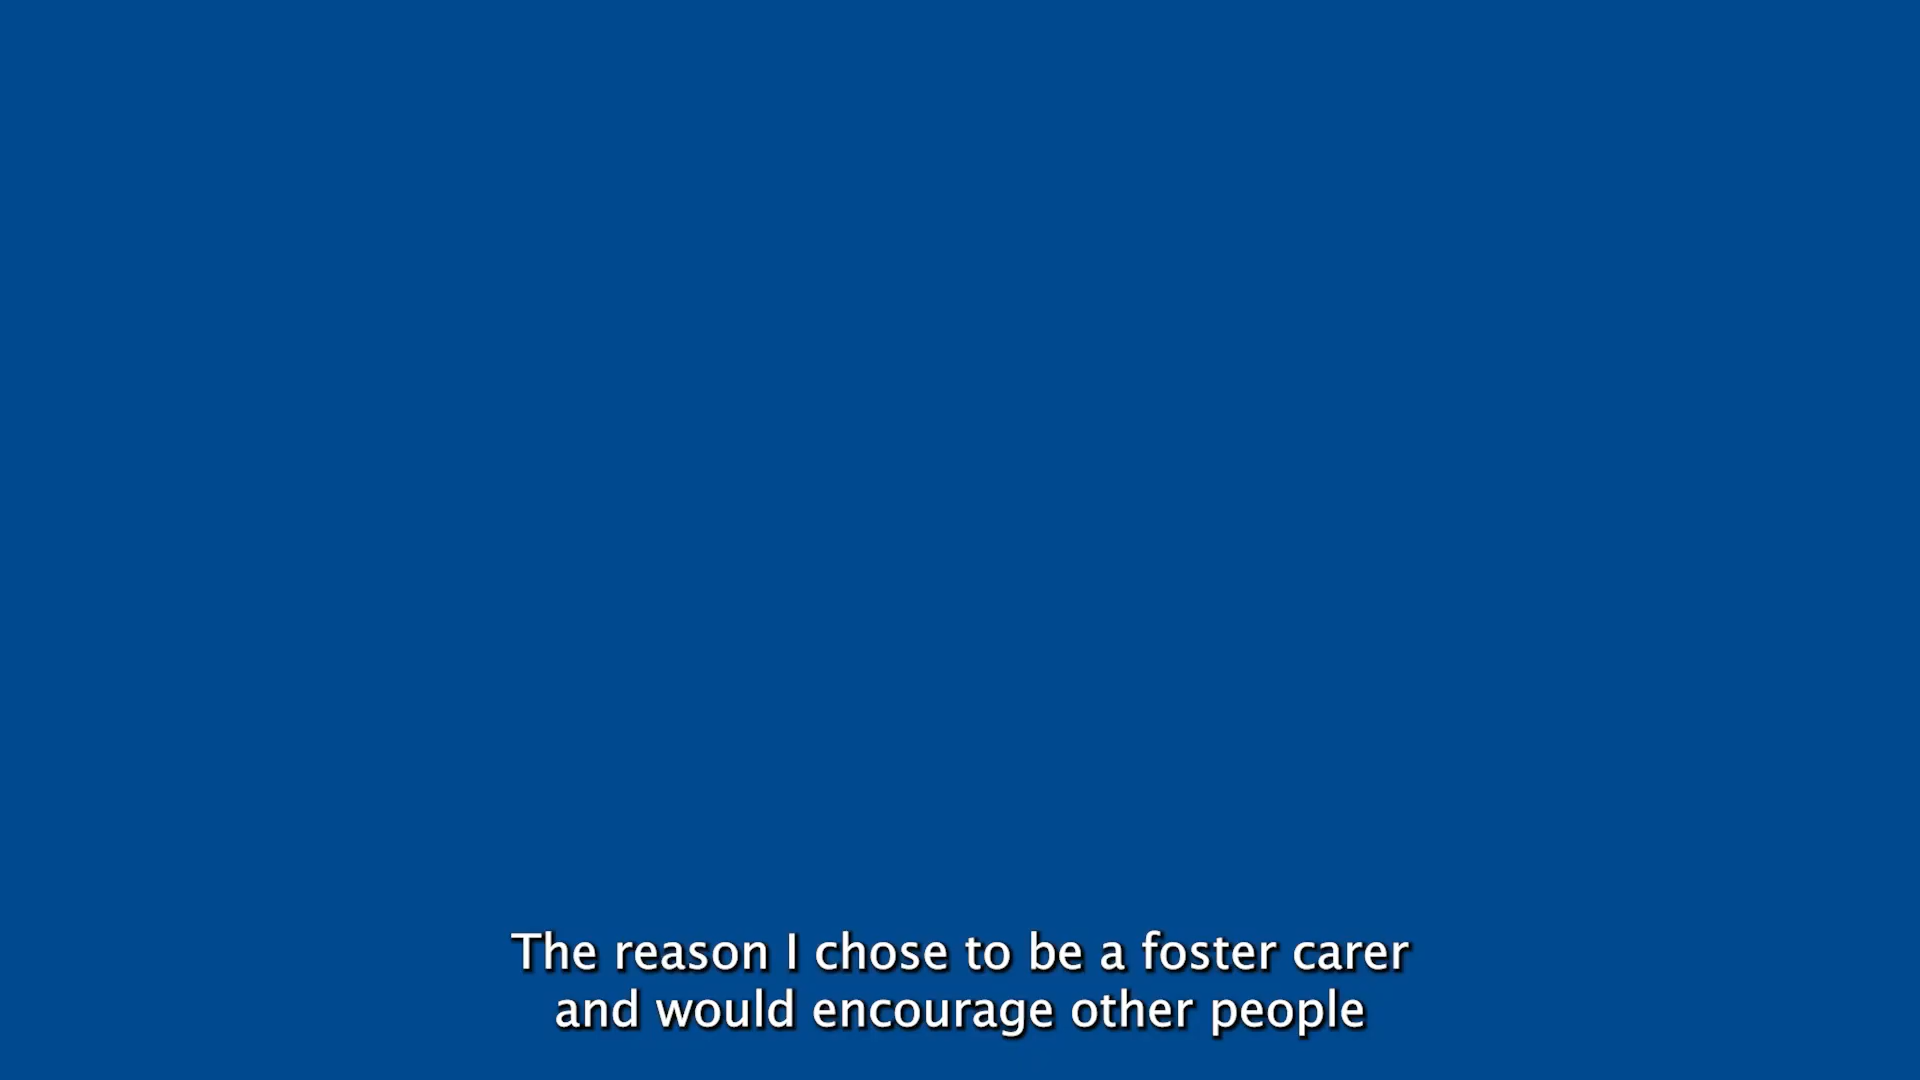 The reason I chose to be a foster carer
and would encourage other people